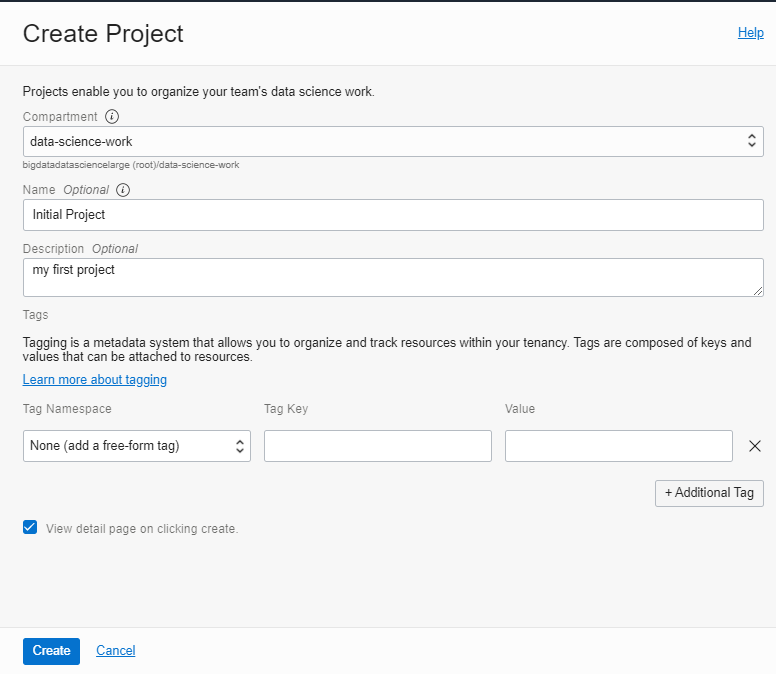 Create Project
Help
Projects enable you to organize your team's data science work.
Compartment i
data-science-work
bigdatadatasciencelarge (root)/data-science-work
Name Optional i
Initial Project
Description Optional
my first project
Tags
Tagging is a metadata system that allows you to organize and track resources within your tenancy. Tags are composed of keys and
values that can be attached to resources.
Learn more about tagging
Tag Namespace Tag Key Value
None (add a free-form tag)
+ Additional Tag
View detail page on clicking create.
Create Cancel